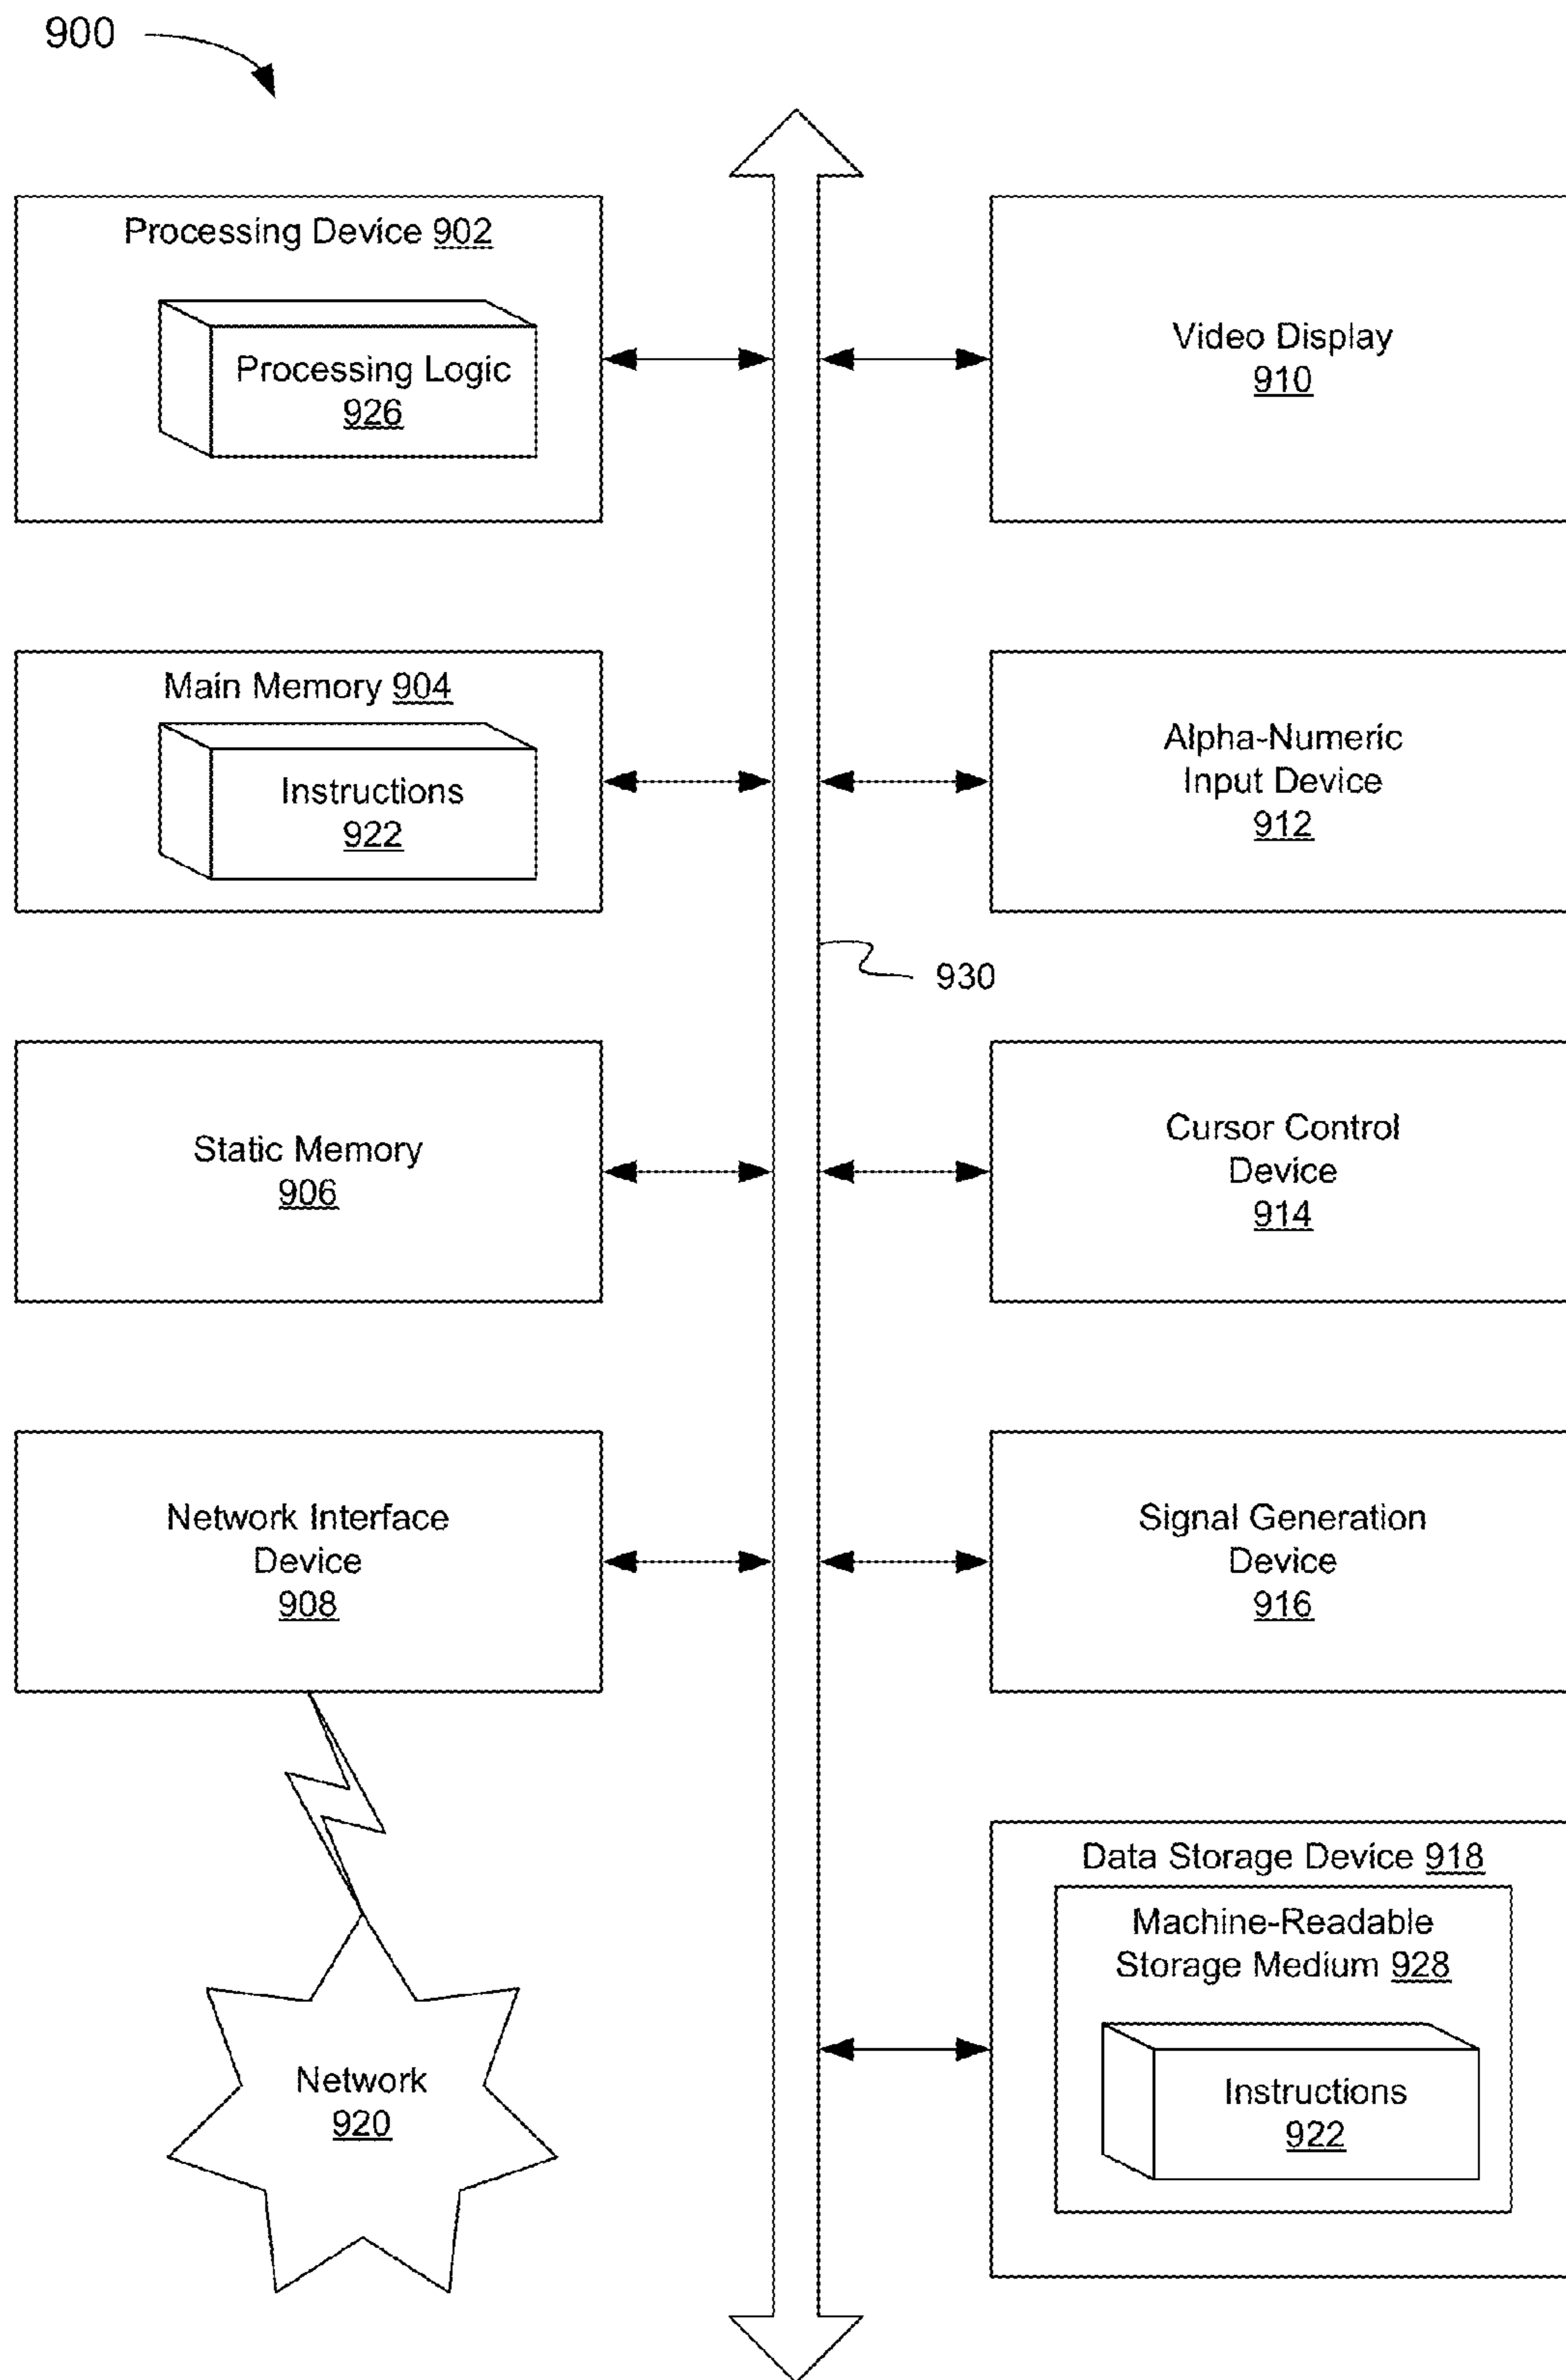 900
Processing Device 902
Processing Logic
926
Video Display
910
Main Memory 904
Instructions
922
Alpha-Numeric
Input Device
912
930
Static Memory
906
Cursor Control
Device
914
Network Interface
Device
908
Signal Generation
Device
916
Data Storage Device 918
Machine-Readable
Storage Medium 928
Instructions
922
Network
920